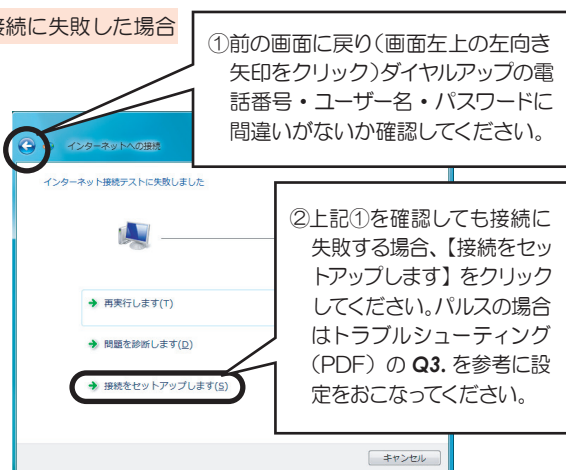 接続に失敗した場合
①前の画面に戻り(画面左上の左向き
矢印をクリック)ダイヤルアップの電
話番号・ユーザー名・パスワードに
間違いがないか確認してください。
インターネットへの接続
インターネット接続テストに失敗しました
②上記①を確認しても接続に
失敗する場合、【接続をセッ
トアップします】をクリック
してください。パルスの場合
はトラブルシューティング
(PDF)の Q3. を参考に設
定をおこなってください。
再実行します(T)
問題を診断します(D)
接続をセットアップします(S)
キャンセル